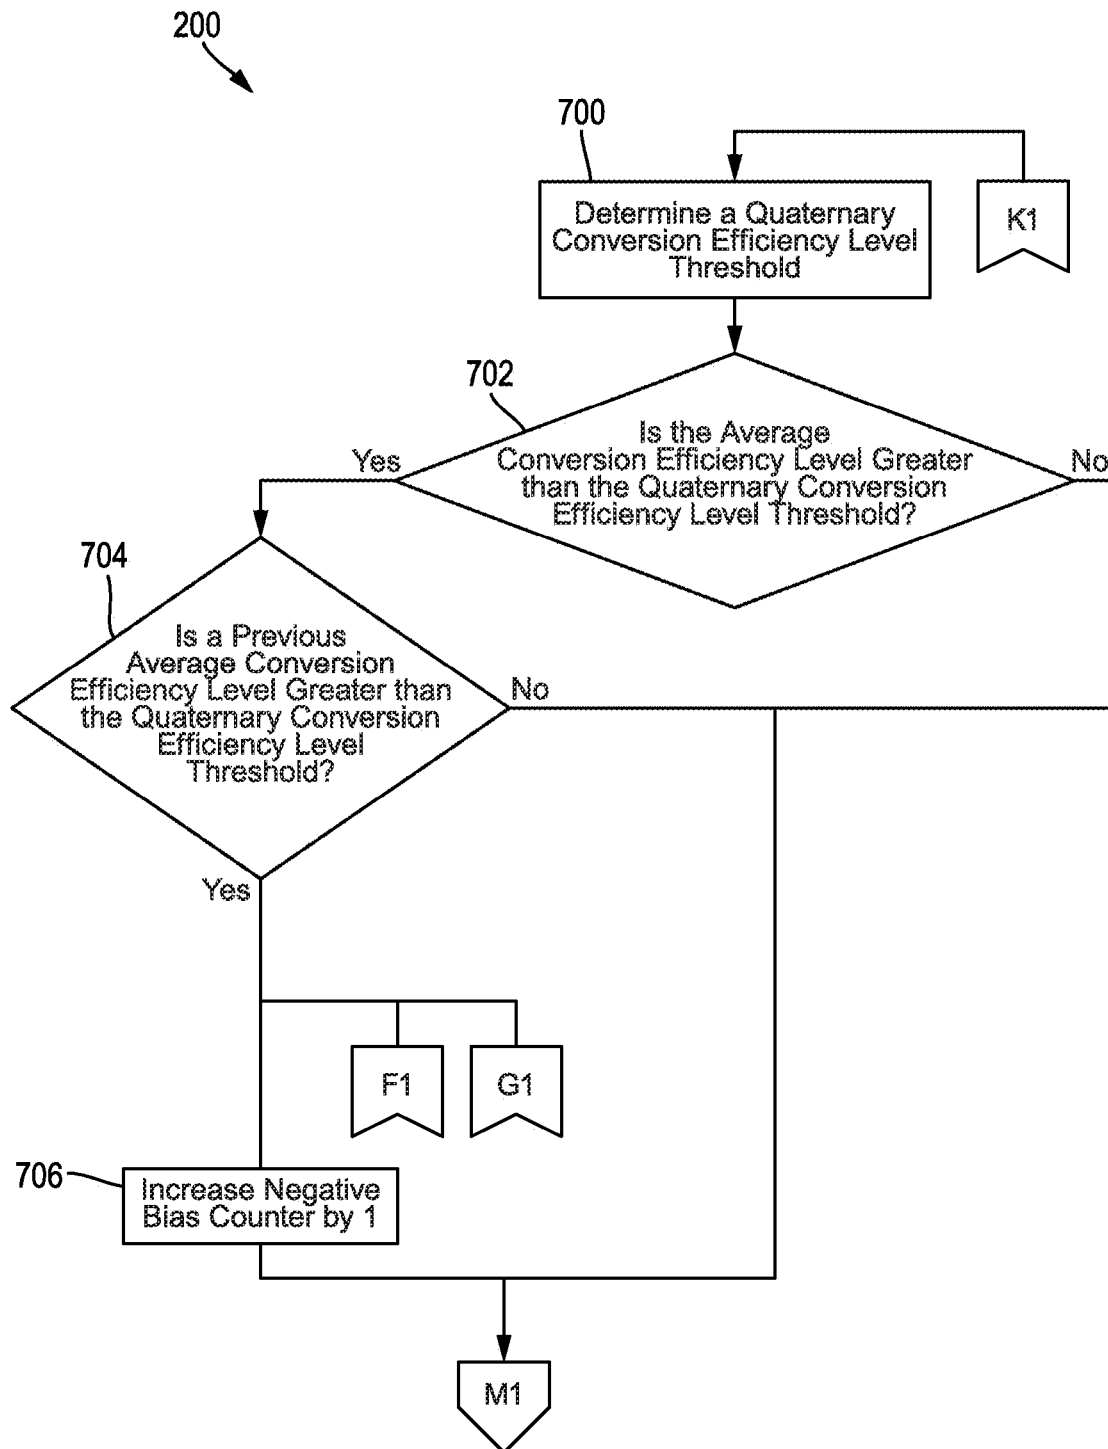 200
700
Determine a Quaternary
Conversion Efficiency Level
Threshold
K1
702
Is the Average
Conversion Efficiency Level Greater
than the Quaternary Conversion
Efficiency Level Threshold?
Yes
No
704
Is a Previous
Average Conversion
Efficiency Level Greater than
the Quaternary Conversion
Efficiency Level
Threshold?
No
Yes
F1
G1
706
Increase Negative
Bias Counter by 1
M1